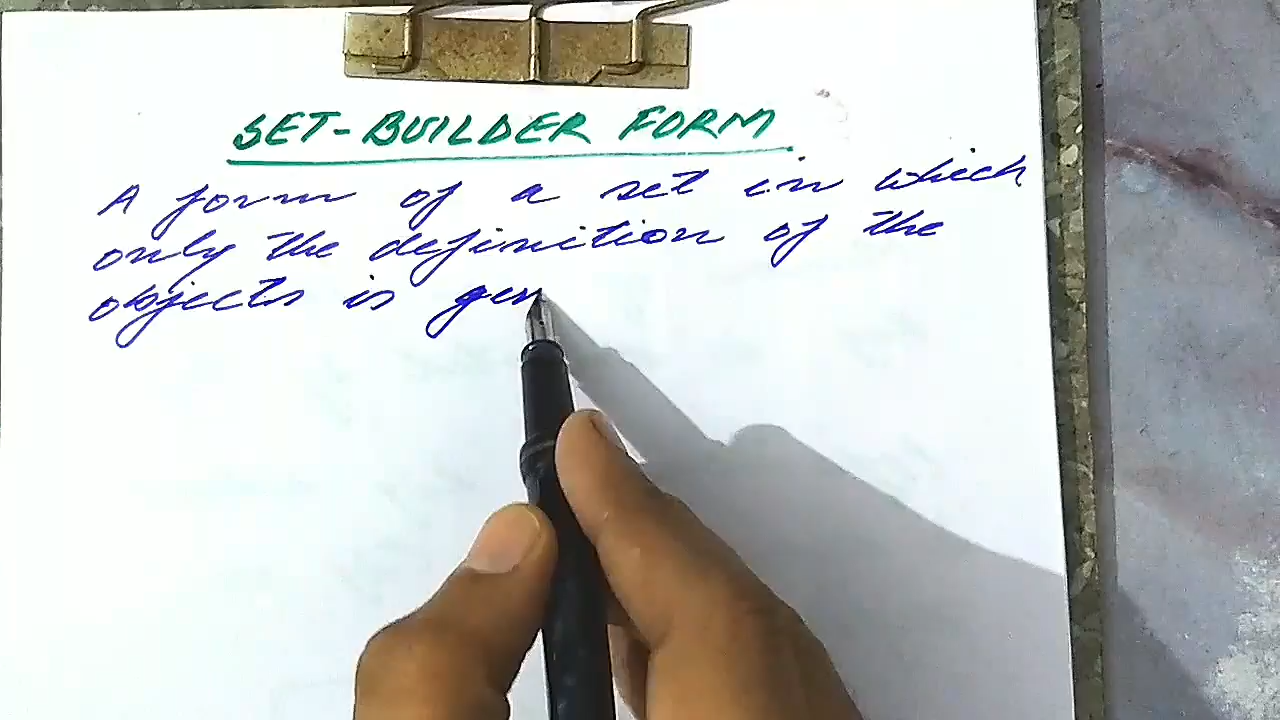 SET-BUILDER FORM
A form of a set in which
only the definition of the
objects is